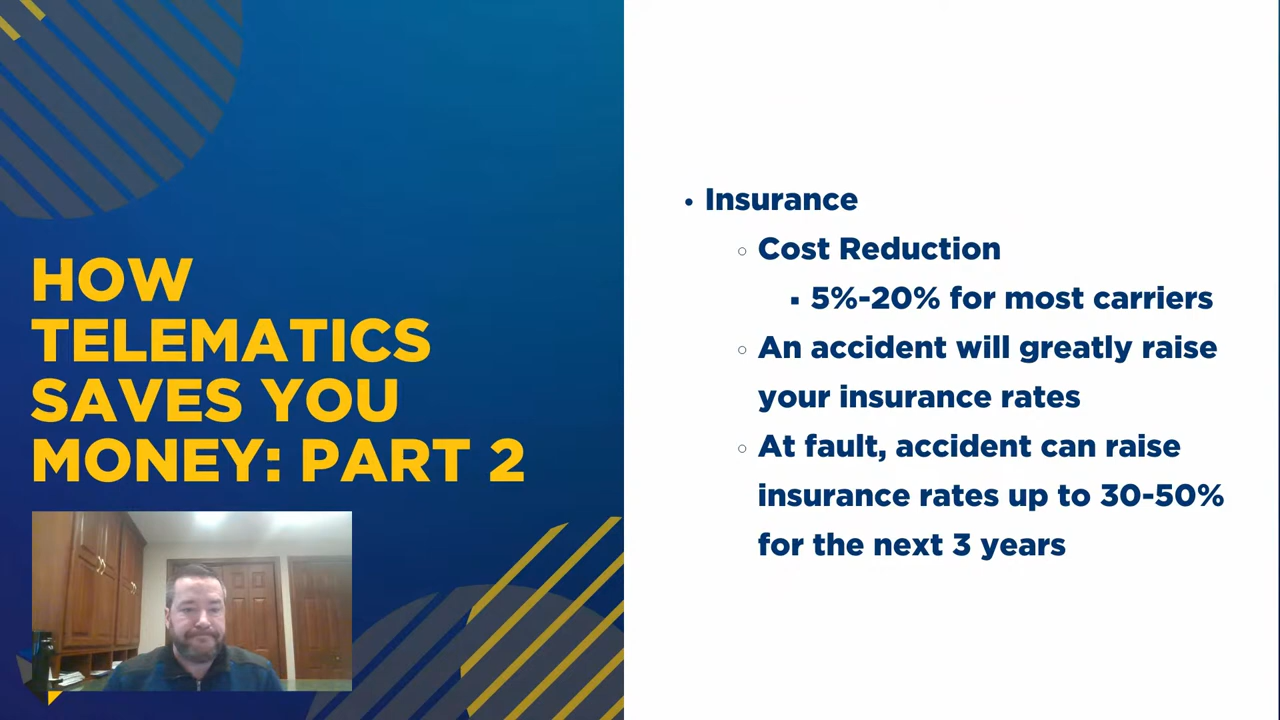 HOW
TELEMATICS
SAVES YOU
MONEY: PART 2
• Insurance
○ Cost Reduction
▪ 5%-20% for most carriers
○ An accident will greatly raise
your insurance rates
○ At fault, accident can raise
insurance rates up to 30-50%
for the next 3 years